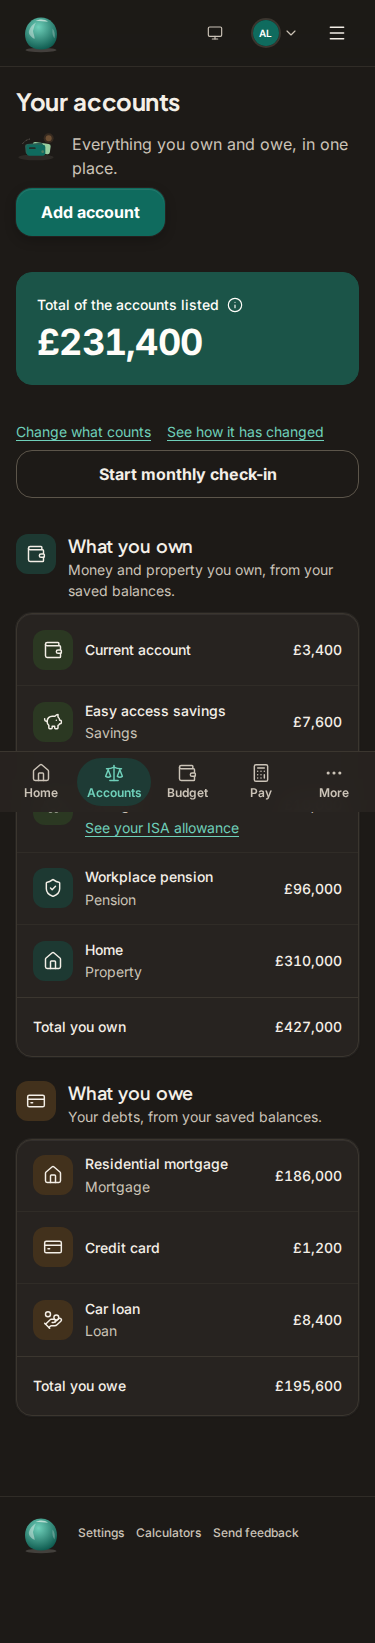 AL
Your accounts
Everything you own and owe, in one
place.
Add account
Total of the accounts listed
£231,400
Change what counts See how it has changed
Start monthly check-in
What you own
Money and property you own, from your
saved balances.
Current account £3,400
Easy access savings £7,600
Savings
Home Accounts Budget Pay More
See your ISA allowance
Workplace pension £96,000
Pension
Home £310,000
Property
Total you own £427,000
What you owe
Your debts, from your saved balances.
Residential mortgage £186,000
Mortgage
Credit card £1,200
Car loan £8,400
Loan
Total you owe £195,600
Settings Calculators Send feedback